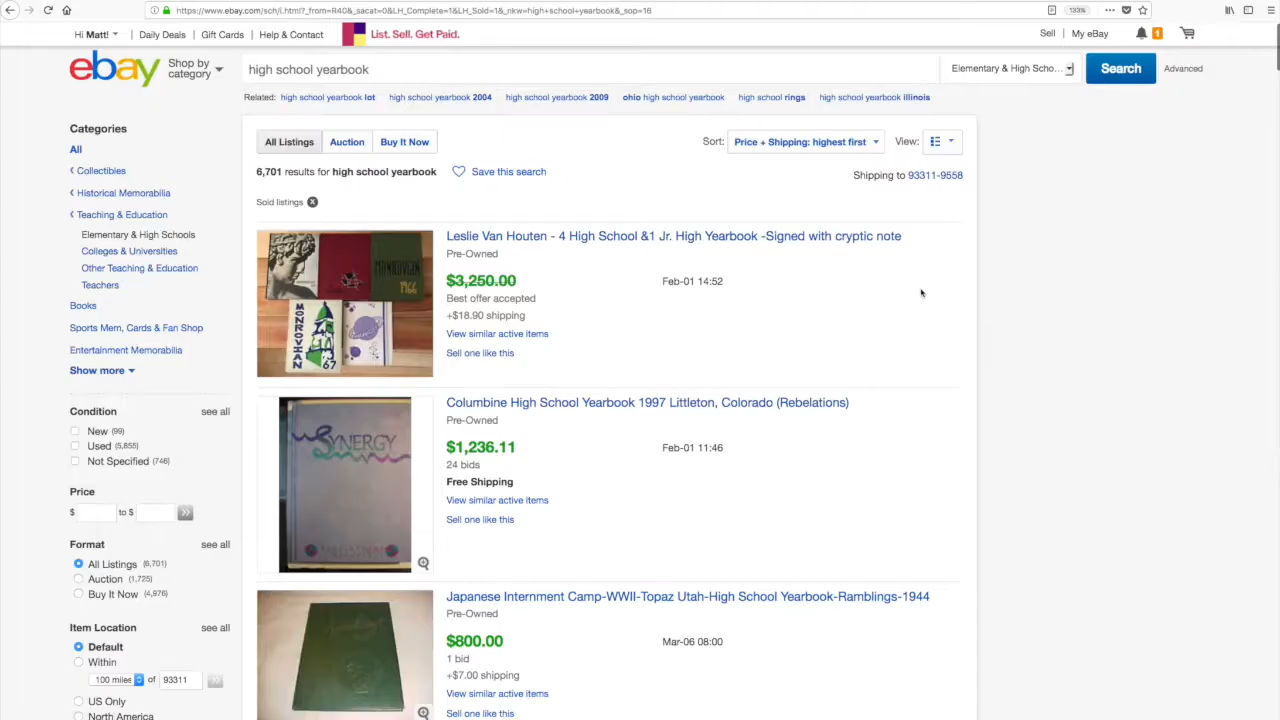 https://www.ebay.com/sch/i.html?_from=R40&_sacat=0&LH_Complete=1&LH_Sold=1&_nkw=high+school+yearbook&_sop=16
133%
Hi Matt!
Daily Deals
Gift Cards
Help & Contact
List. Sell. Get Paid.
Sell
My eBay
1
ebay
Shop by category
high school yearbook
Elementary & High Scho...
Search
Advanced
Related: high school yearbook lot high school yearbook 2004 high school yearbook 2009 ohio high school yearbook high school rings high school yearbook illinois
Categories
All
Collectibles
Historical Memorabilia
Teaching & Education
Elementary & High Schools
Colleges & Universities
Other Teaching & Education
Teachers
Books
Sports Mem, Cards & Fan Shop
Entertainment Memorabilia
Show more
Condition
see all
New (99)
Used (5,855)
Not Specified (746)
Price
$ to $
Format
see all
All Listings (6,701)
Auction (1,725)
Buy It Now (4,976)
Item Location
see all
Default
Within
100 miles of 93311
US Only
North America
All Listings
Auction
Buy It Now
Sort: Price + Shipping: highest first
View:
6,701 results for high school yearbook
Save this search
Shipping to 93311-9558
Sold listings
Leslie Van Houten - 4 High School &1 Jr. High Yearbook -Signed with cryptic note
Pre-Owned
$3,250.00
Feb-01 14:52
Best offer accepted
+$18.90 shipping
View similar active items
Sell one like this
MONROVIAN
1966
MONROVIAN
67
Columbine High School Yearbook 1997 Littleton, Colorado (Rebelations)
Pre-Owned
$1,236.11
Feb-01 11:46
24 bids
Free Shipping
View similar active items
Sell one like this
SYNERGY
Japanese Internment Camp-WWII-Topaz Utah-High School Yearbook-Ramblings-1944
Pre-Owned
$800.00
Mar-06 08:00
1 bid
+$7.00 shipping
View similar active items
Sell one like this